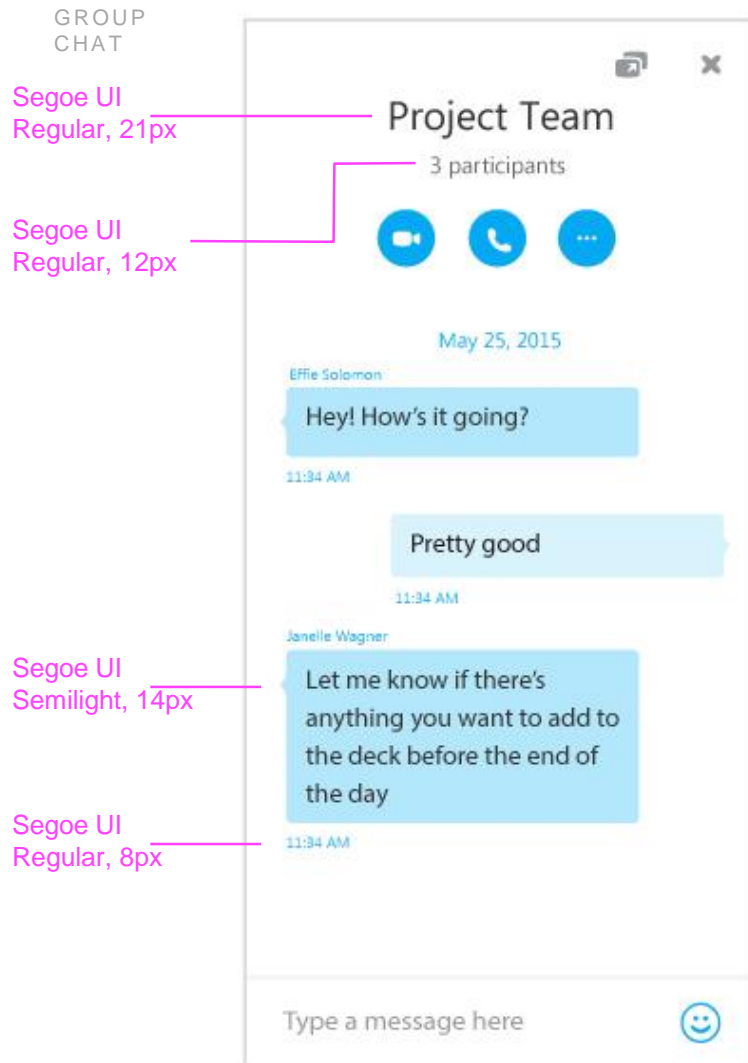 GROUP
CHAT
Segoe UI
Regular, 21px
Project Team
3 participants
Segoe UI
Regular, 12px
May 25, 2015
Effie Solomon
Hey! How's it going?
11:34 AM
Pretty good
11:34 AM
Janelle Wagner
Segoe UI
Semilight, 14px
Let me know if there's
anything you want to add to
the deck before the end of
the day
Segoe UI
Regular, 8px
11:34 AM
Type a message here